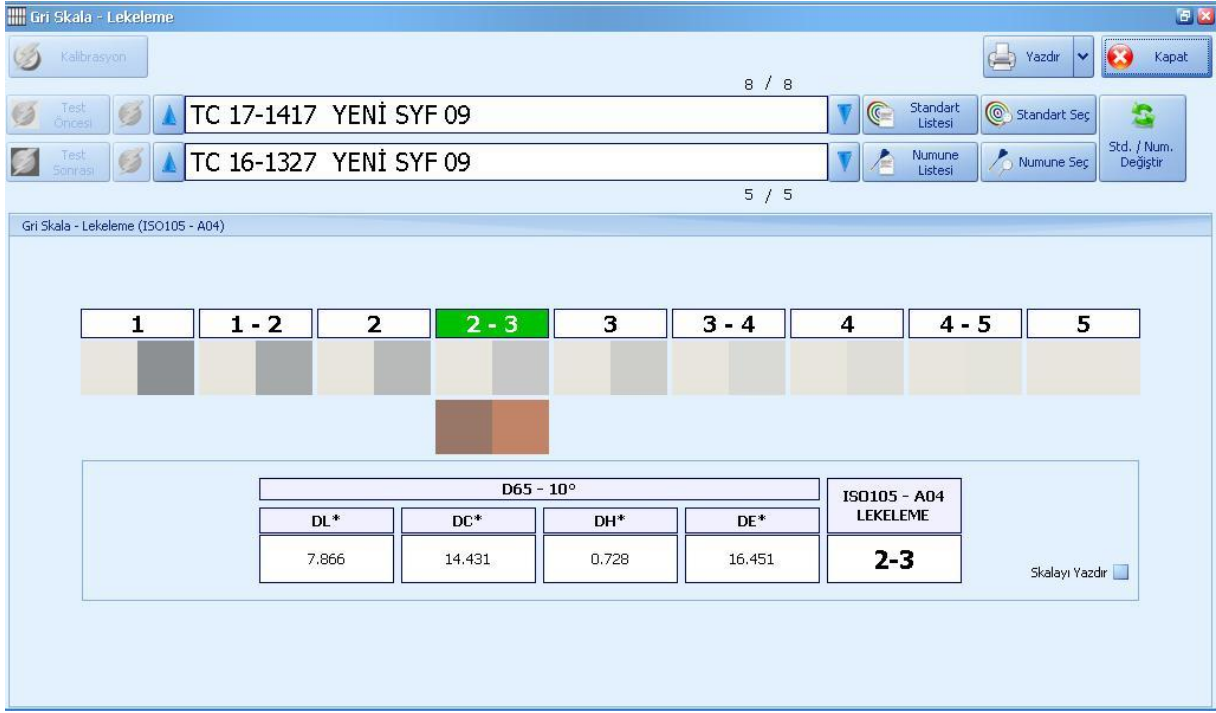 Gri Skala - Lekeleme
Kalibrasyon
Yazdır
Kapat
8 / 8
Test Öncesi
TC 17-1417 YENİ SYF 09
Standart Listesi
Standart Seç
Std. / Num. Değiştir
Test Sonrası
TC 16-1327 YENİ SYF 09
Numune Listesi
Numune Seç
5 / 5
Gri Skala - Lekeleme (ISO105 - A04)
1 1 - 2 2 2 - 3 3 3 - 4 4 4 - 5 5
D65 - 10°
ISO105 - A04
LEKELEME
DL* DC* DH* DE*
7.866 14.431 0.728 16.451
2-3
Skalayı Yazdır